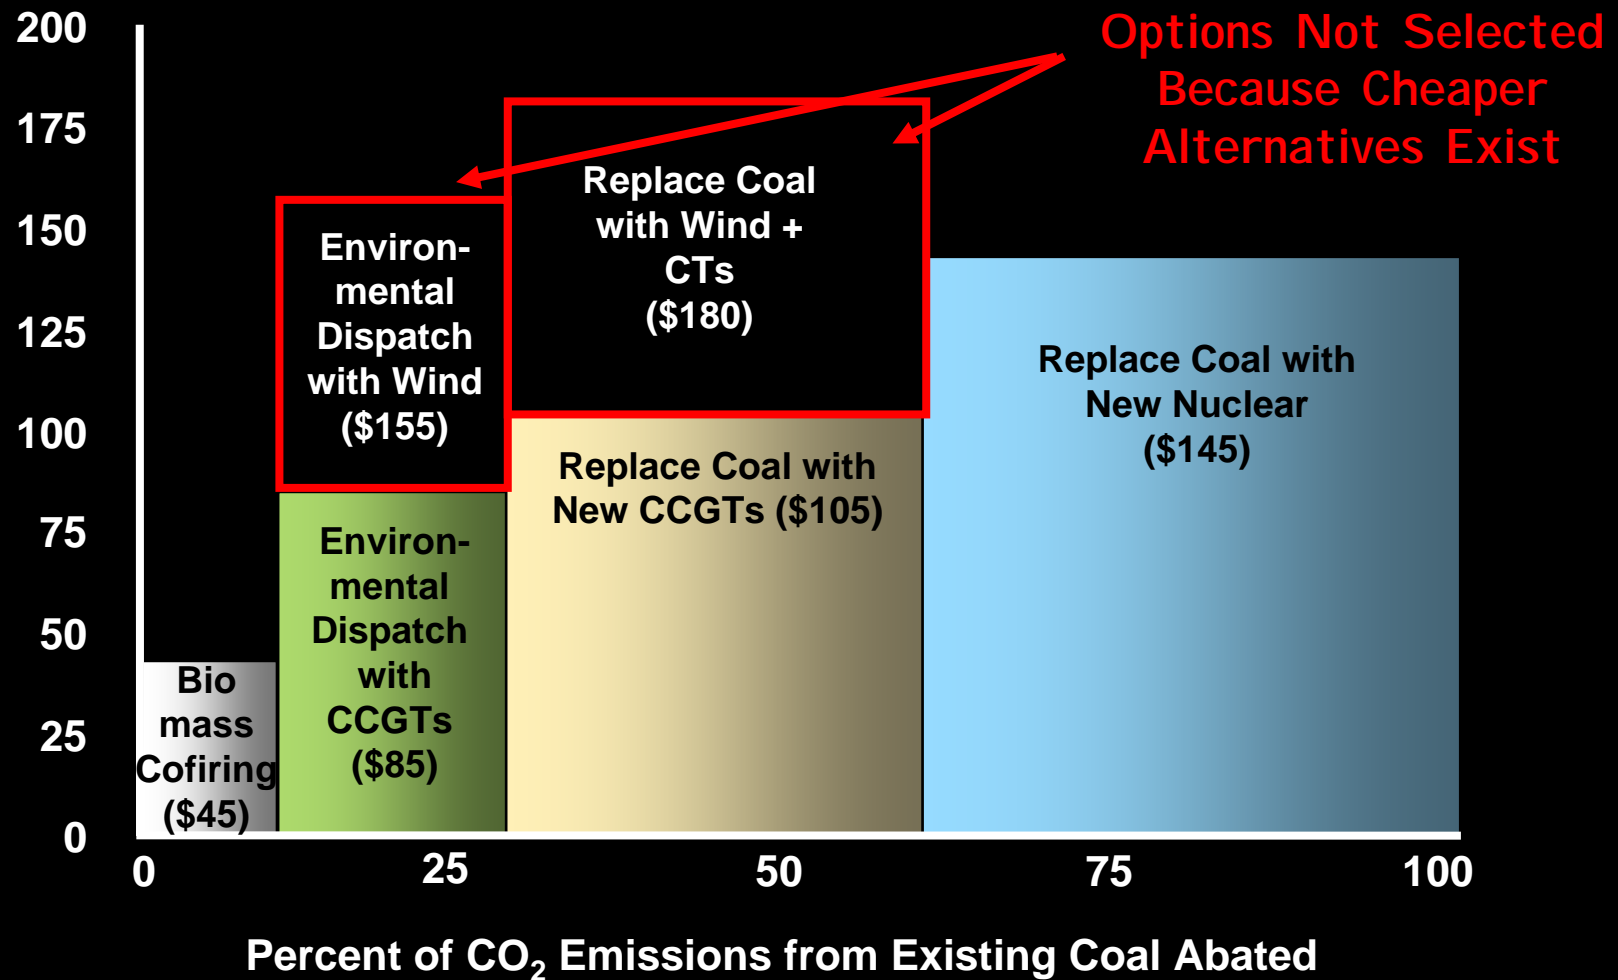 200
175
150
125
100
75
50
25
0
Options Not Selected
Because Cheaper
Alternatives Exist
Environ-
mental
Dispatch
with Wind
($155)
Replace Coal
with Wind +
CTs
($180)
Replace Coal with
New Nuclear
($145)
Replace Coal with
New CCGTs ($105)
Environ-
mental
Dispatch
with
CCGTs
($85)
Bio
mass
Cofiring
($45)
0
25
50
75
100
Percent of CO₂ Emissions from Existing Coal Abated